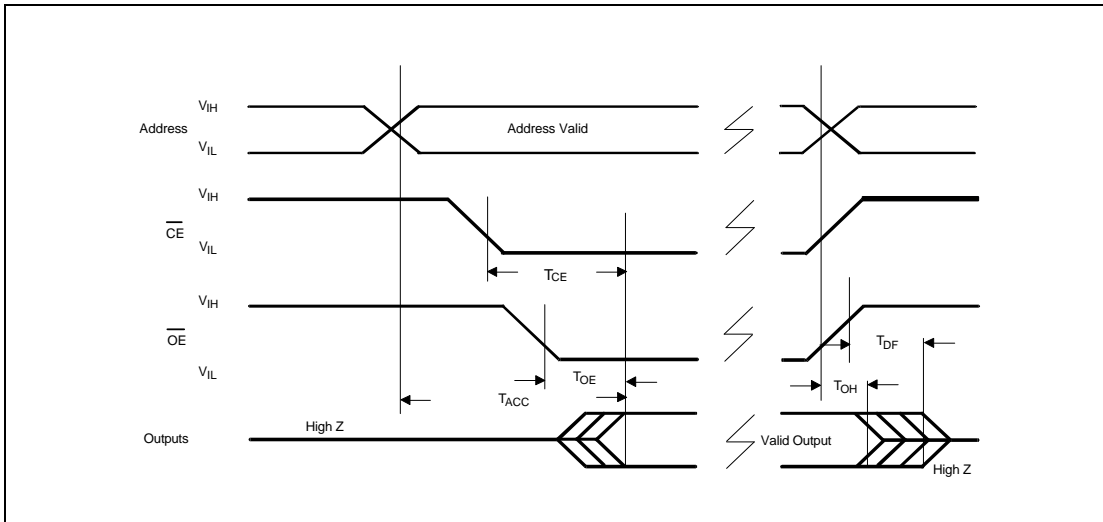 VIH
Address
Address Valid
VIL
VIH
CE
VIL
TCE
VIH
OE
TDF
VIL
TOE
TOH
TACC
High Z
Outputs
Valid Output
High Z